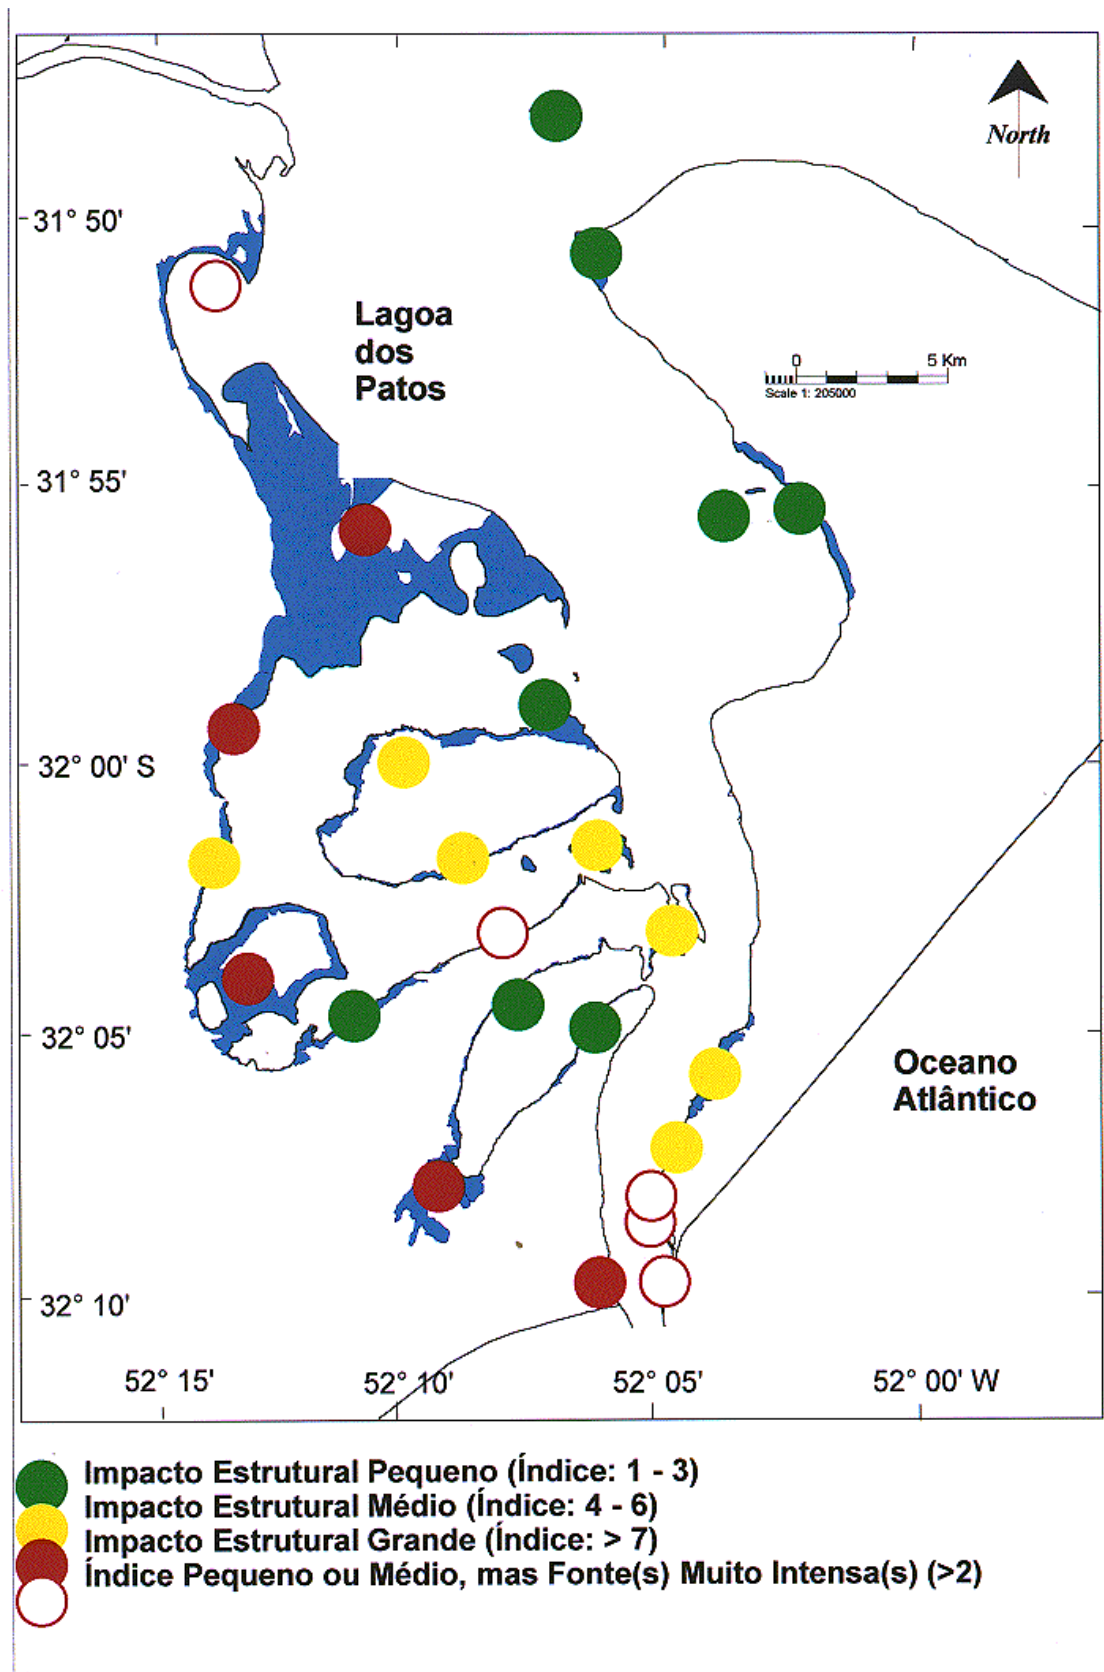 North
31° 50'
Lagoa
dos
Patos
0 5 Km
Scale 1: 205000
31° 55'
32° 00' S
32° 05'
Oceano
Atlântico
32° 10'
52° 15' 52° 10' 52° 05' 52° 00' W
Impacto Estrutural Pequeno (Índice: 1 - 3)
Impacto Estrutural Médio (Índice: 4 - 6)
Impacto Estrutural Grande (Índice: > 7)
Índice Pequeno ou Médio, mas Fonte(s) Muito Intensa(s) (>2)